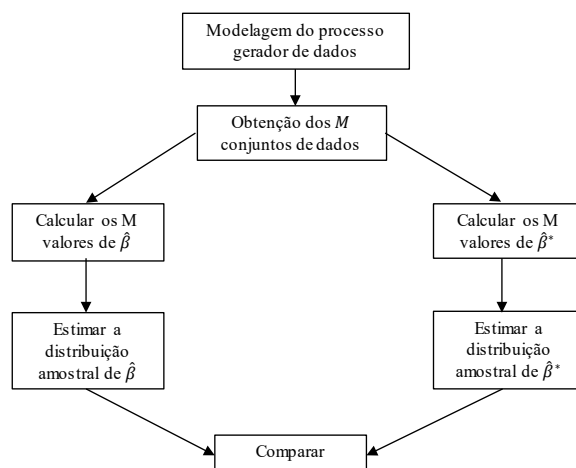 Modelagem do processo
gerador de dados
Obtenção dos M
conjuntos de dados
Calcular os M
valores de β̂
Calcular os M
valores de β̂*
Estimar a
distribuição
amostral de β̂
Estimar a
distribuição
amostral de β̂*
Comparar